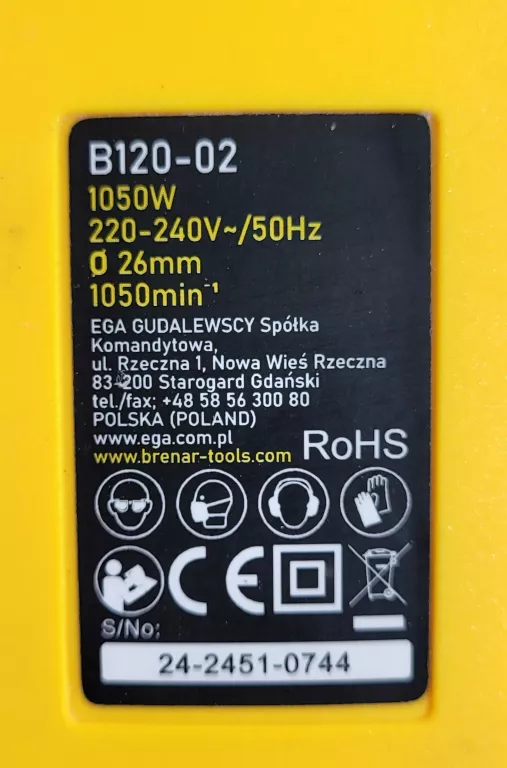 B120-02
1050W
220-240V~/50Hz
Ø 26mm
1050min⁻¹
EGA GUDALEWSCY Spółka
Komandytowa,
ul. Rzeczna 1, Nowa Wieś Rzeczna
83-200 Starogard Gdański
tel./fax; +48 58 56 300 80
POLSKA (POLAND)
www.ega.com.pl
www.brenar-tools.com
RoHS
CE
S/No:
24-2451-0744